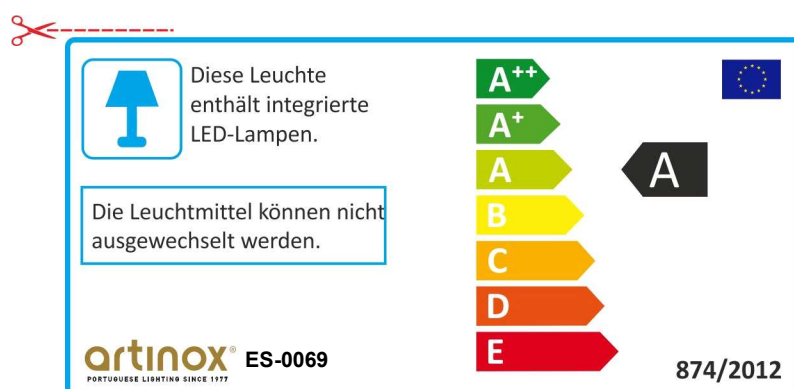 Diese Leuchte
enthält integrierte
LED-Lampen.
Die Leuchtmittel können nicht
ausgewechselt werden.
artinox® ES-0069
PORTUGUESE LIGHTING SINCE 1977
A++
A+
A
B
C
D
E
A
874/2012